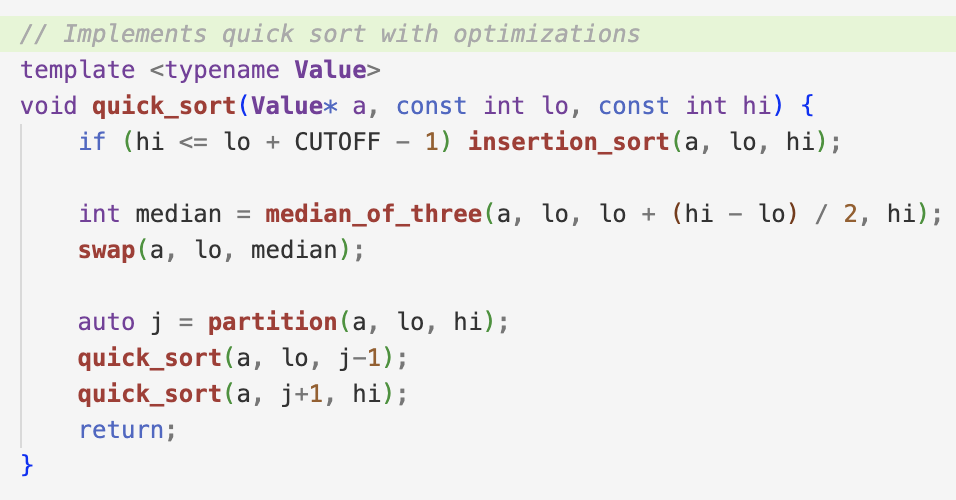 // Implements quick sort with optimizations
template <typename Value>
void quick_sort(Value* a, const int lo, const int hi) {
    if (hi <= lo + CUTOFF - 1) insertion_sort(a, lo, hi);

    int median = median_of_three(a, lo, lo + (hi - lo) / 2, hi);
    swap(a, lo, median);

    auto j = partition(a, lo, hi);
    quick_sort(a, lo, j-1);
    quick_sort(a, j+1, hi);
    return;
}